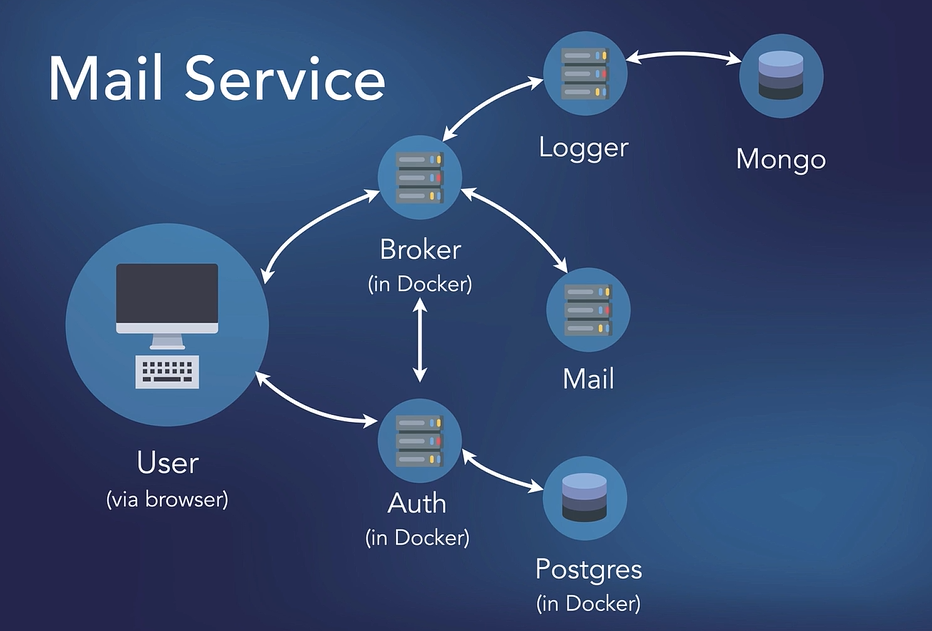 Mail Service
Logger
Mongo
Broker
(in Docker)
Mail
User
(via browser)
Auth
(in Docker)
Postgres
(in Docker)